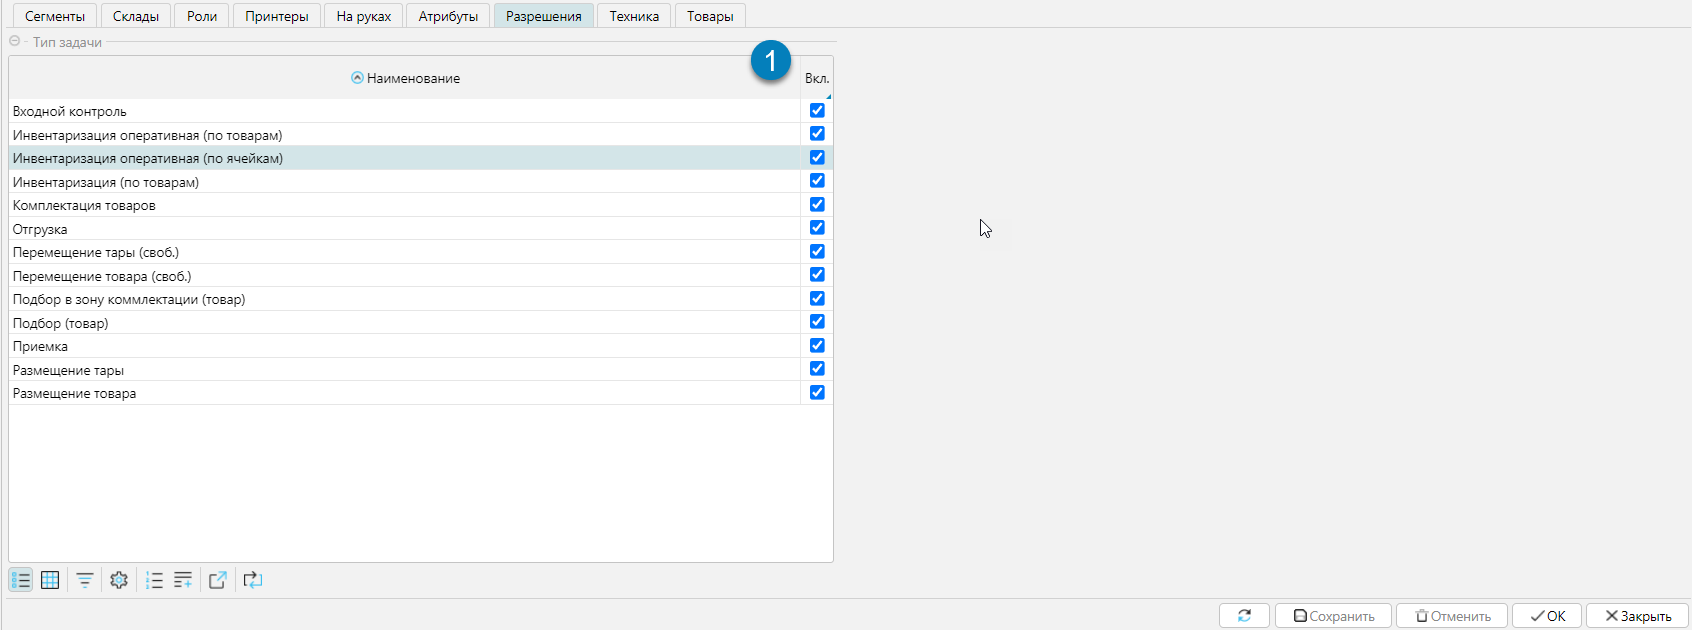 Сегменты Склады Роли Принтеры На руках Атрибуты Разрешения Техника Товары
Тип задачи
1
Наименование Вкл.
Входной контроль
Инвентаризация оперативная (по товарам)
Инвентаризация оперативная (по ячейкам)
Инвентаризация (по товарам)
Комплектация товаров
Отгрузка
Перемещение тары (своб.)
Перемещение товара (своб.)
Подбор в зону коммлектации (товар)
Подбор (товар)
Приемка
Размещение тары
Размещение товара
Сохранить Отменить ОК Закрыть